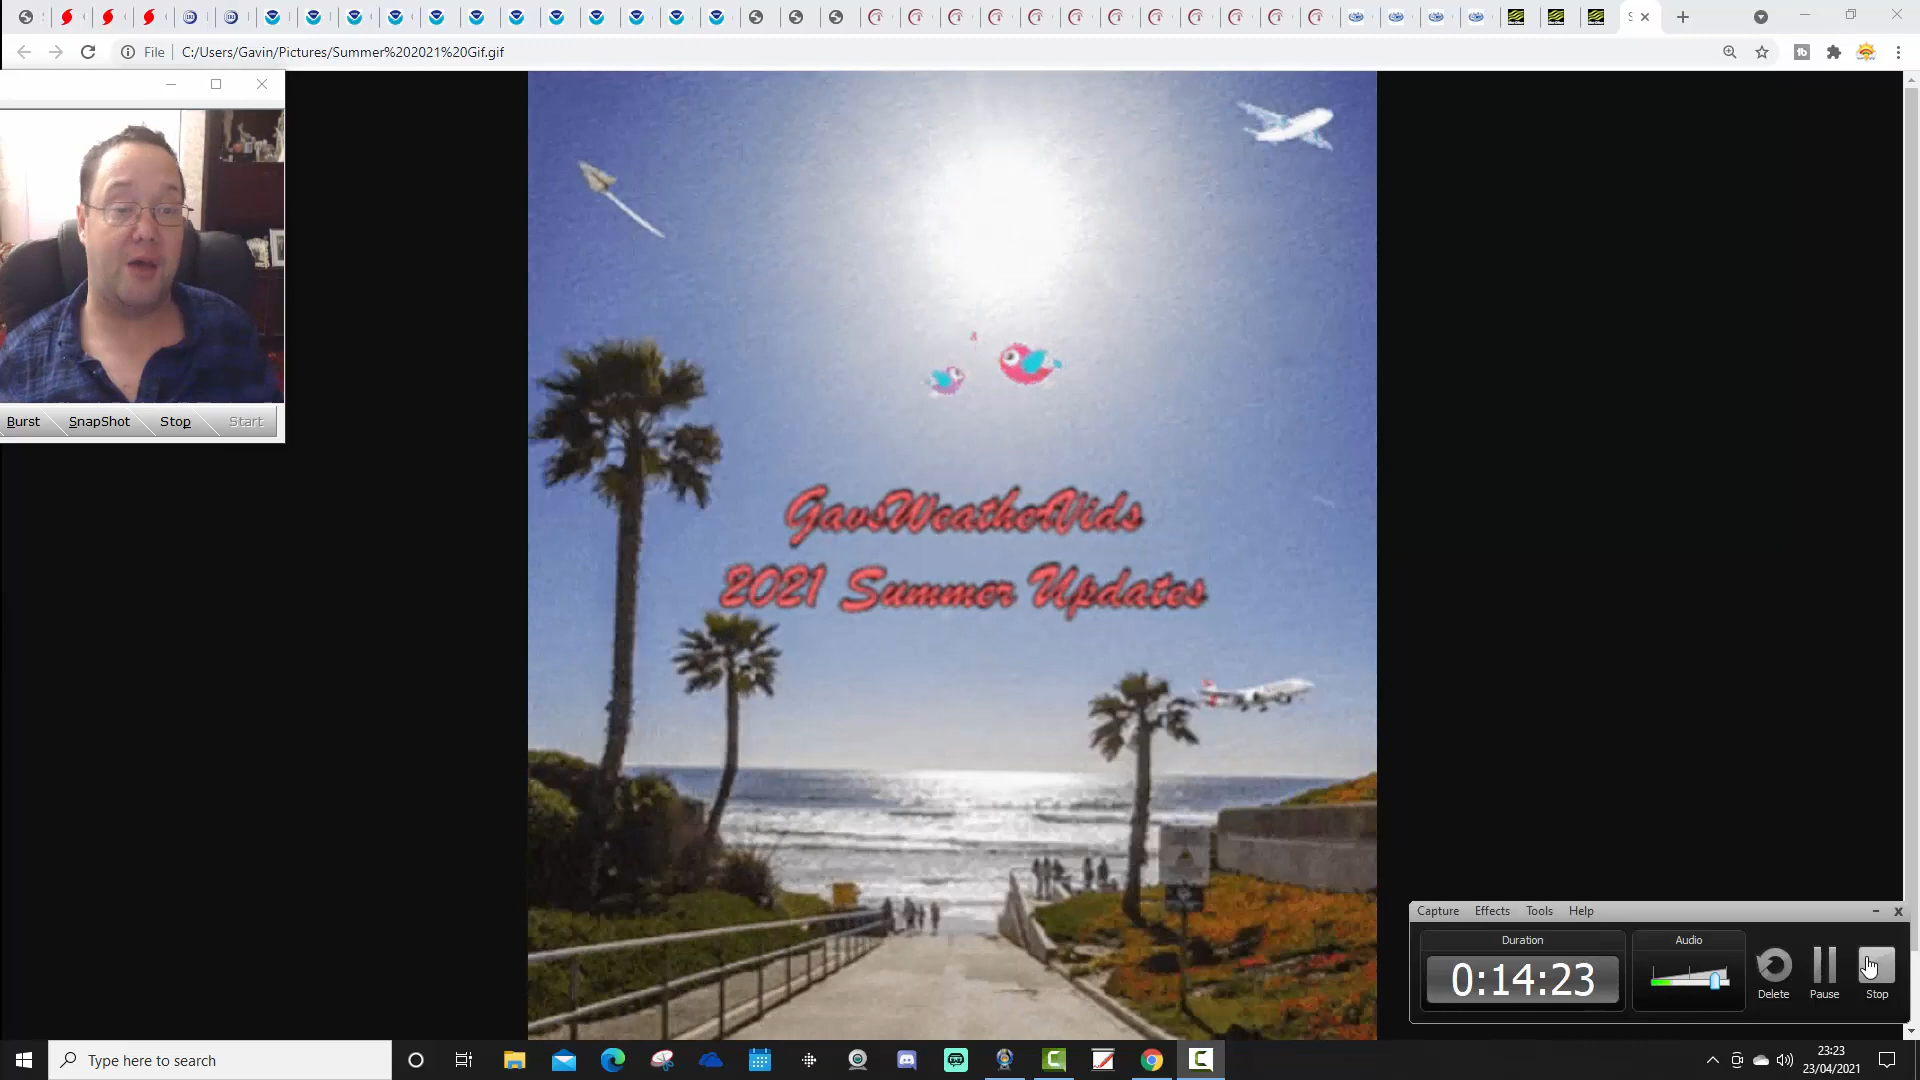 File
C:/Users/Gavin/Pictures/Summer%202021%20Gif.gif
Burst
SnapShot
Stop
Start
GavsWeatherVids
2021 Summer Updates
Capture
Effects
Tools
Help
Duration
0:14:23
Audio
Delete
Pause
Stop
Type here to search
23:23
23/04/2021